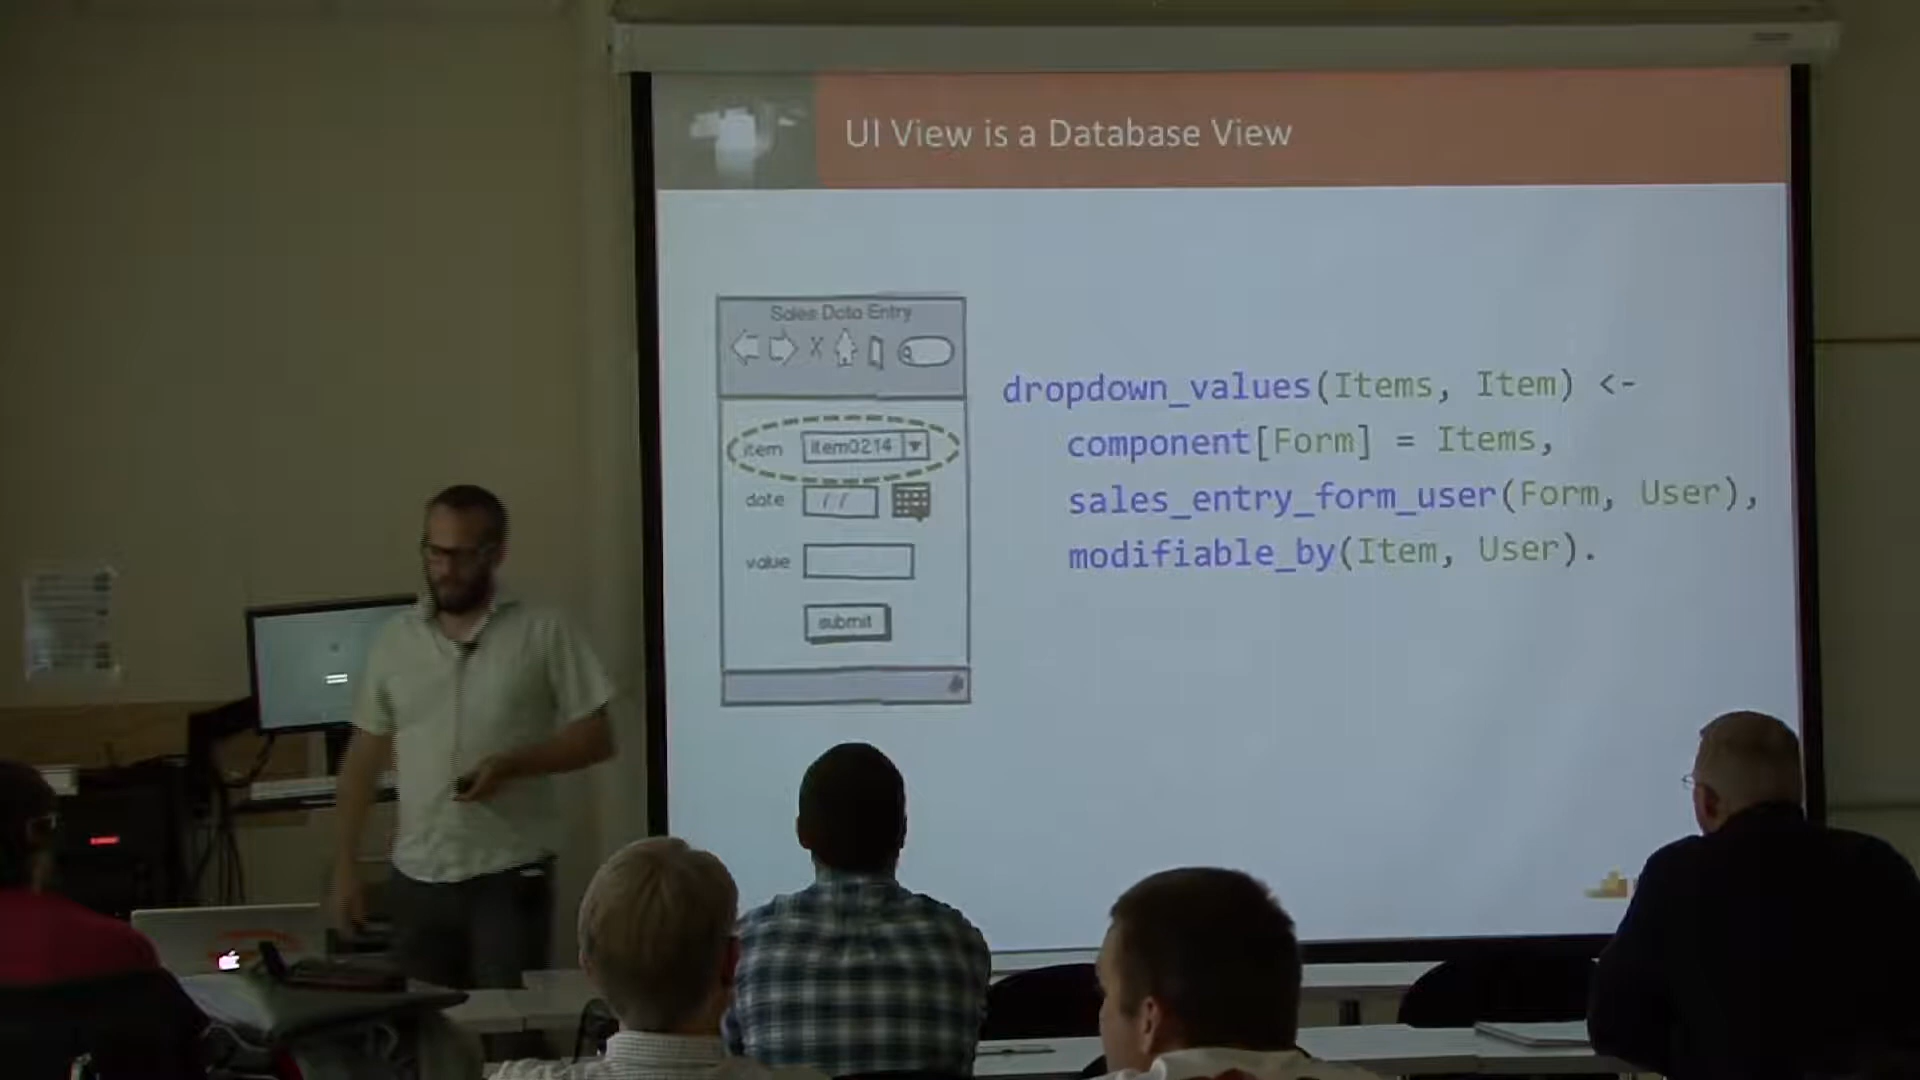 UI View is a Database View
Sales Data Entry
X
item item0214
date / /
value
submit
dropdown_values(Items, Item) <-
component[Form] = Items,
sales_entry_form_user(Form, User),
modifiable_by(Item, User).